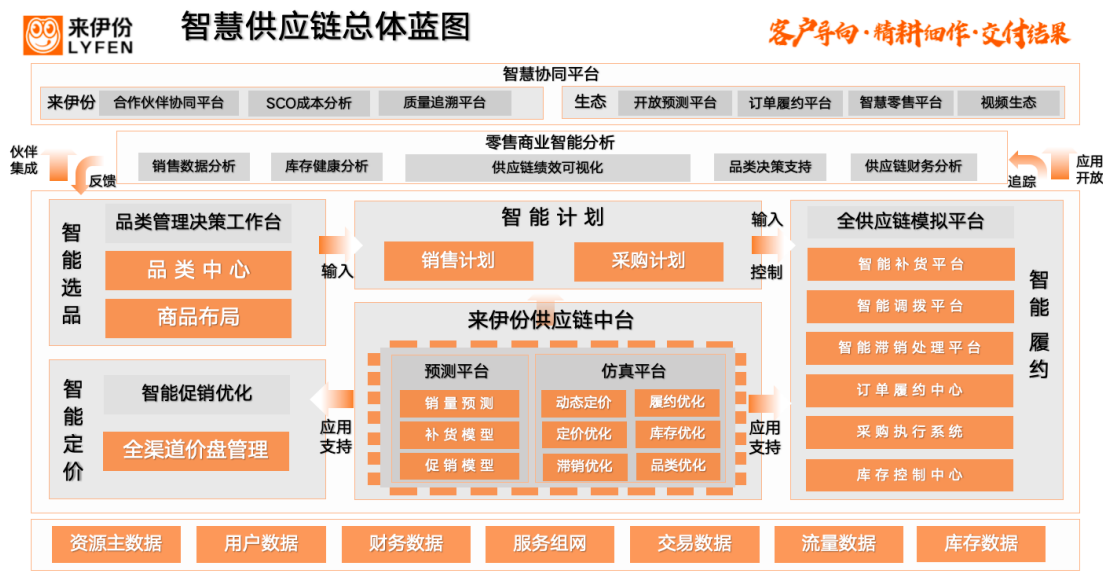 来伊份
LYFEN
智慧供应链总体蓝图
客户导向·精耕细作·交付结果
智慧协同平台
来伊份 合作伙伴协同平台 SCO成本分析 质量追溯平台
生态 开放预测平台 订单履约平台 智慧零售平台 视频生态
零售商业智能分析
销售数据分析 库存健康分析 供应链绩效可视化 品类决策支持 供应链财务分析
伙伴
集成
反馈
应用
开放
追踪
智能选品
品类管理决策工作台
品类中心
商品布局
输入
智能计划
销售计划 采购计划
输入
控制
全供应链模拟平台
智能补货平台
智能调拨平台
智能滞销处理平台
订单履约中心
采购执行系统
库存控制中心
智能履约
智能定价
智能促销优化
全渠道价盘管理
应用
支持
来伊份供应链中台
预测平台
销量预测
补货模型
促销模型
仿真平台
动态定价 履约优化
定价优化 库存优化
滞销优化 品类优化
应用
支持
资源主数据 用户数据 财务数据 服务组网 交易数据 流量数据 库存数据